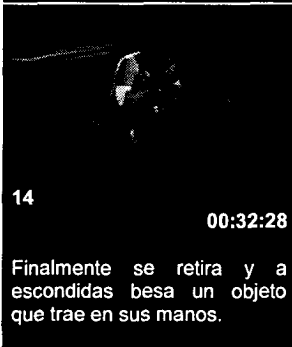 14
00:32:28
Finalmente se retira y a
escondidas besa un objeto
que trae en sus manos.